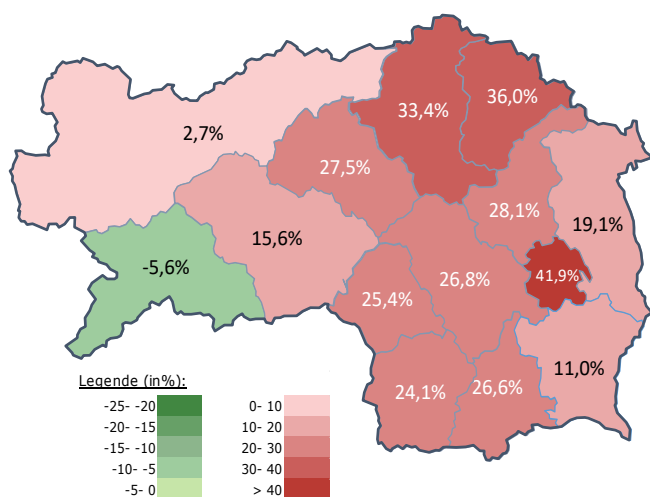 36,0%
33,4%
2,7%
27,5%
28,1%
19,1%
15,6%
-5,6%
26,8%
41,9%
25,4%
11,0%
24,1%
26,6%
Legende (in%):
-25- -20 0- 10
-20- -15 10- 20
-15- -10 20- 30
-10- -5 30- 40
-5- 0 > 40